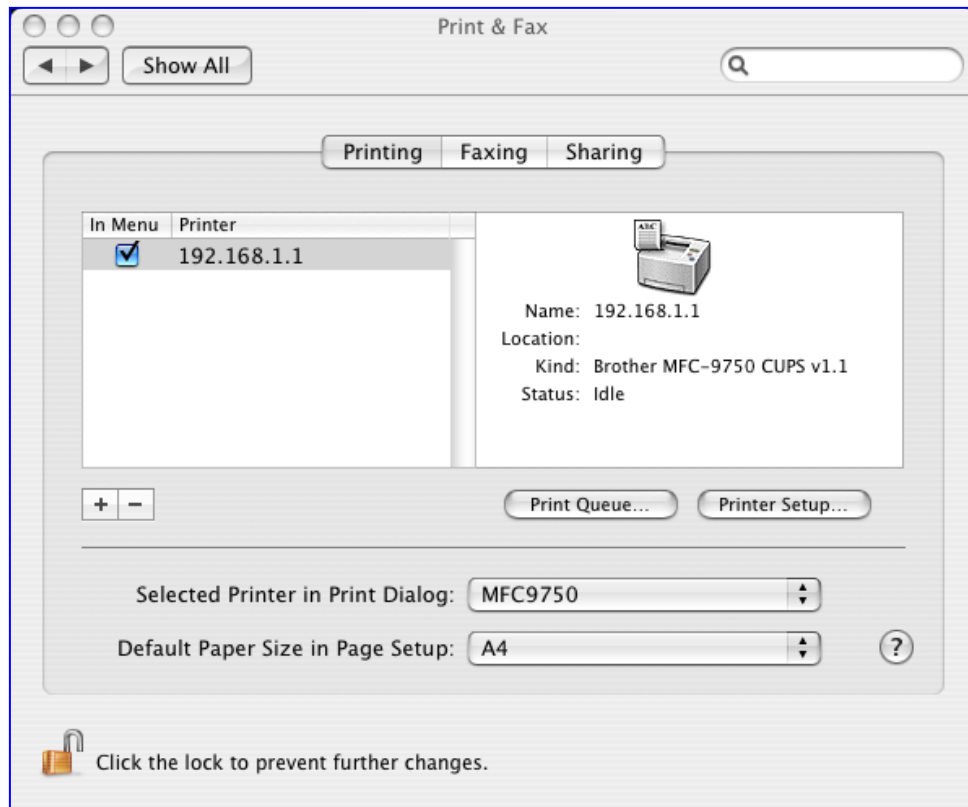 Print & Fax
Show All
Printing Faxing Sharing
In Menu Printer
192.168.1.1
ABC
Name: 192.168.1.1
Location:
Kind: Brother MFC-9750 CUPS v1.1
Status: Idle
+ −
Print Queue... Printer Setup...
Selected Printer in Print Dialog: MFC9750
Default Paper Size in Page Setup: A4 ?
Click the lock to prevent further changes.